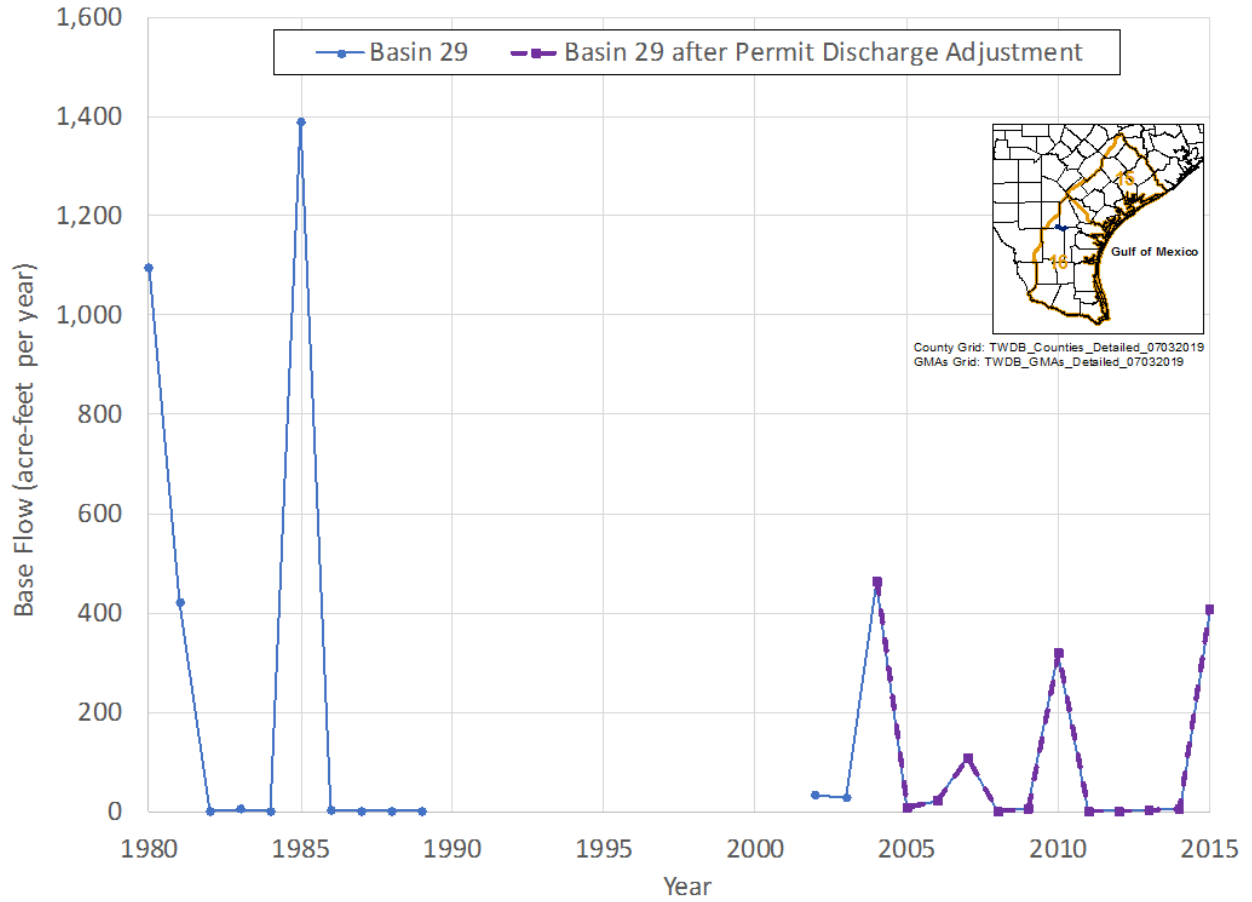 1,600
Basin 29
Basin 29 after Permit Discharge Adjustment
1,400
1,200
1,000
800
600
400
200
0
Base Flow (acre-feet per year)
15
16
Gulf of Mexico
County Grid: TWDB_Counties_Detailed_07032019
GMAs Grid: TWDB_GMAs_Detailed_07032019
1980 1985 1990 1995 2000 2005 2010 2015
Year